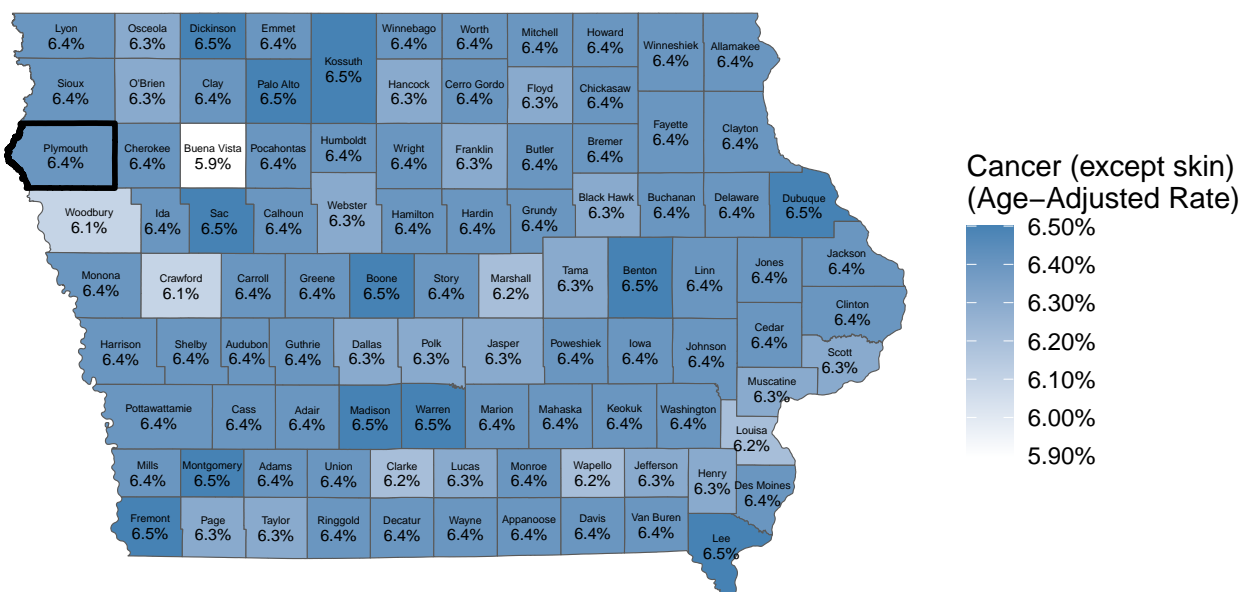 Lyon
6.4%
Osceola
6.3%
Dickinson
6.5%
Emmet
6.4%
Kossuth
6.5%
Winnebago
6.4%
Worth
6.4%
Mitchell
6.4%
Howard
6.4%
Winneshiek
6.4%
Allamakee
6.4%
Sioux
6.4%
O'Brien
6.3%
Clay
6.4%
Palo Alto
6.5%
Hancock
6.3%
Cerro Gordo
6.4%
Floyd
6.3%
Chickasaw
6.4%
Plymouth
6.4%
Cherokee
6.4%
Buena Vista
5.9%
Pocahontas
6.4%
Humboldt
6.4%
Wright
6.4%
Franklin
6.3%
Butler
6.4%
Bremer
6.4%
Fayette
6.4%
Clayton
6.4%
Woodbury
6.1%
Ida
6.4%
Sac
6.5%
Calhoun
6.4%
Webster
6.3%
Hamilton
6.4%
Hardin
6.4%
Grundy
6.4%
Black Hawk
6.3%
Buchanan
6.4%
Delaware
6.4%
Dubuque
6.5%
Monona
6.4%
Crawford
6.1%
Carroll
6.4%
Greene
6.4%
Boone
6.5%
Story
6.4%
Marshall
6.2%
Tama
6.3%
Benton
6.5%
Linn
6.4%
Jones
6.4%
Jackson
6.4%
Clinton
6.4%
Harrison
6.4%
Shelby
6.4%
Audubon
6.4%
Guthrie
6.4%
Dallas
6.3%
Polk
6.3%
Jasper
6.3%
Poweshiek
6.4%
Iowa
6.4%
Johnson
6.4%
Cedar
6.4%
Scott
6.3%
Muscatine
6.3%
Pottawattamie
6.4%
Cass
6.4%
Adair
6.4%
Madison
6.5%
Warren
6.5%
Marion
6.4%
Mahaska
6.4%
Keokuk
6.4%
Washington
6.4%
Louisa
6.2%
Mills
6.4%
Montgomery
6.5%
Adams
6.4%
Union
6.4%
Clarke
6.2%
Lucas
6.3%
Monroe
6.4%
Wapello
6.2%
Jefferson
6.3%
Henry
6.3%
Des Moines
6.4%
Fremont
6.5%
Page
6.3%
Taylor
6.3%
Ringgold
6.4%
Decatur
6.4%
Wayne
6.4%
Appanoose
6.4%
Davis
6.4%
Van Buren
6.4%
Lee
6.5%
Cancer (except skin)
(Age−Adjusted Rate)
6.50%
6.40%
6.30%
6.20%
6.10%
6.00%
5.90%